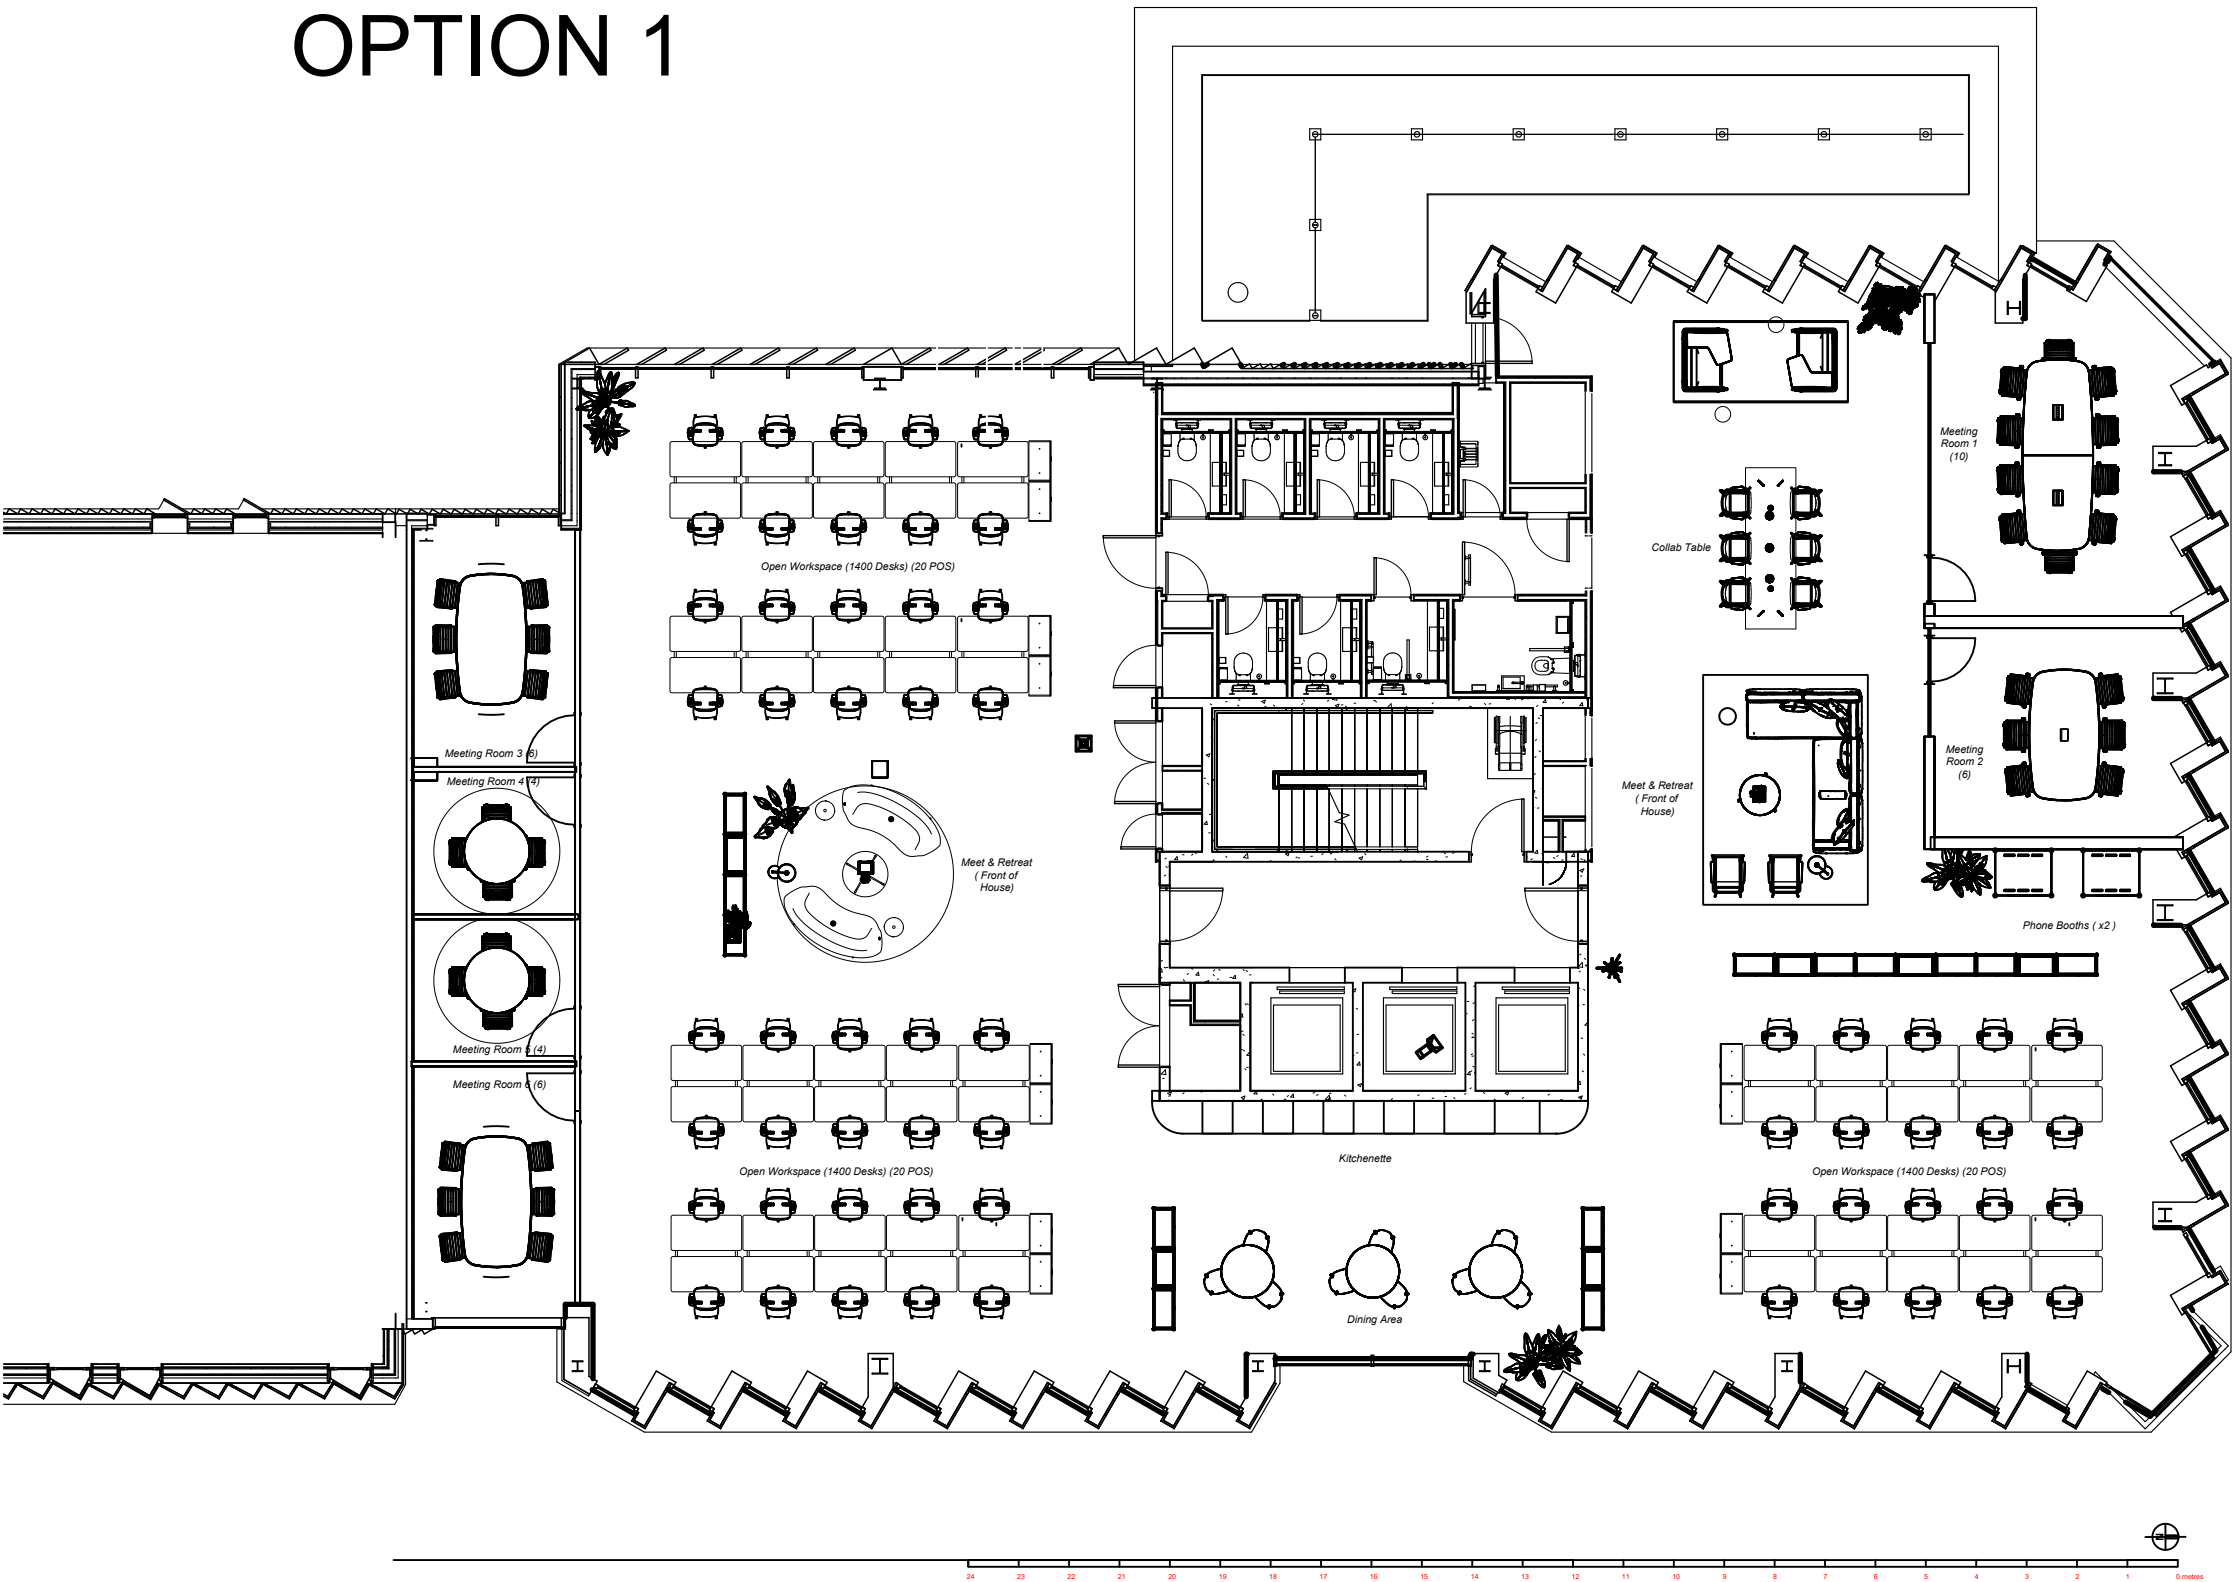 OPTION 1
Meeting
Room 1
(10)
Collab Table
Open Workspace (1400 Desks) (20 POS)
Meeting Room 3 (6)
Meeting Room 4 (4)
Meeting
Room 2
(6)
Meet & Retreat
( Front of
House)
Meet & Retreat
( Front of
House)
Phone Booths ( x2 )
Meeting Room 5 (4)
Meeting Room 6 (6)
Kitchenette
Open Workspace (1400 Desks) (20 POS)
Open Workspace (1400 Desks) (20 POS)
Dining Area
24 23 22 21 20 19 18 17 16 15 14 13 12 11 10 9 8 7 6 5 4 3 2 1 0 metres